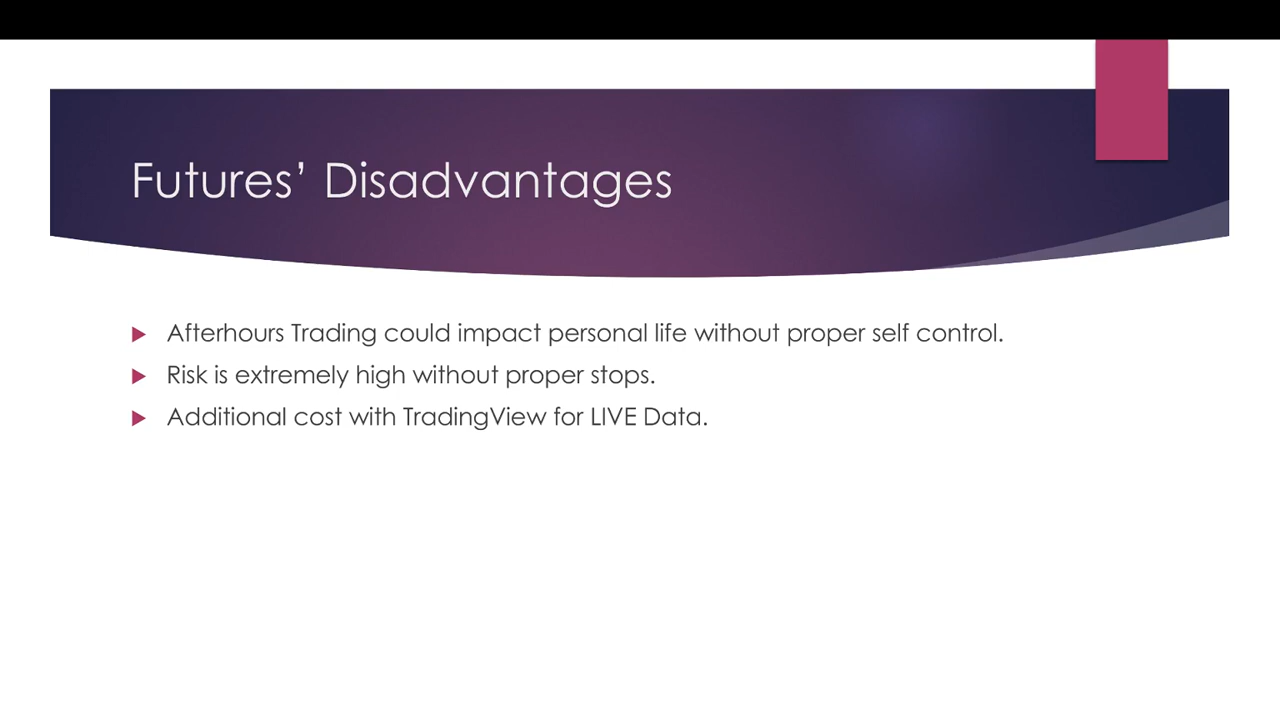 Futures’ Disadvantages
Afterhours Trading could impact personal life without proper self control.
Risk is extremely high without proper stops.
Additional cost with TradingView for LIVE Data.